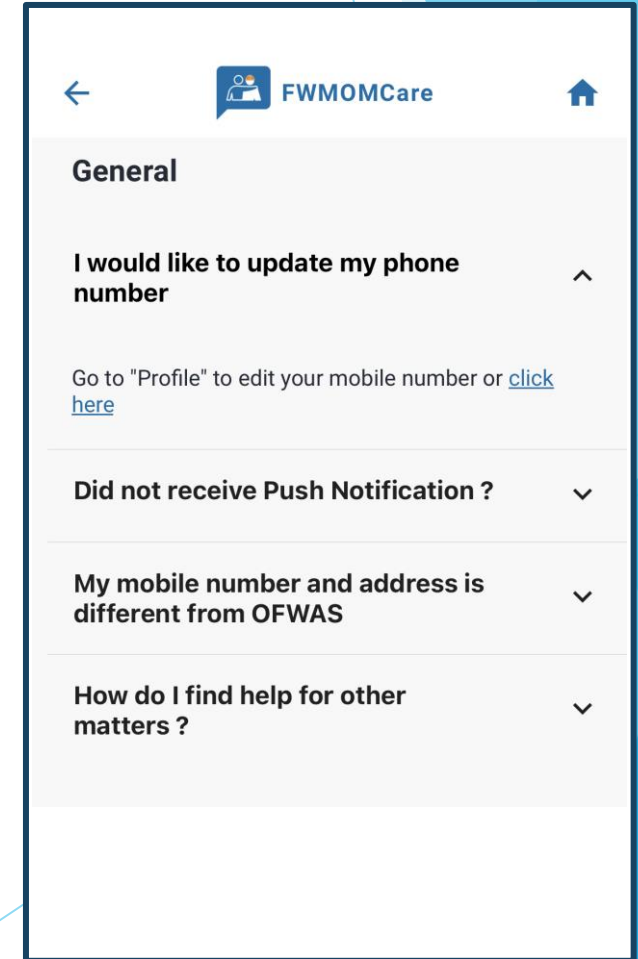 FWMOMCare
General
I would like to update my phone
number
Go to "Profile" to edit your mobile number or click
here
Did not receive Push Notification ?
My mobile number and address is
different from OFWAS
How do I find help for other
matters ?